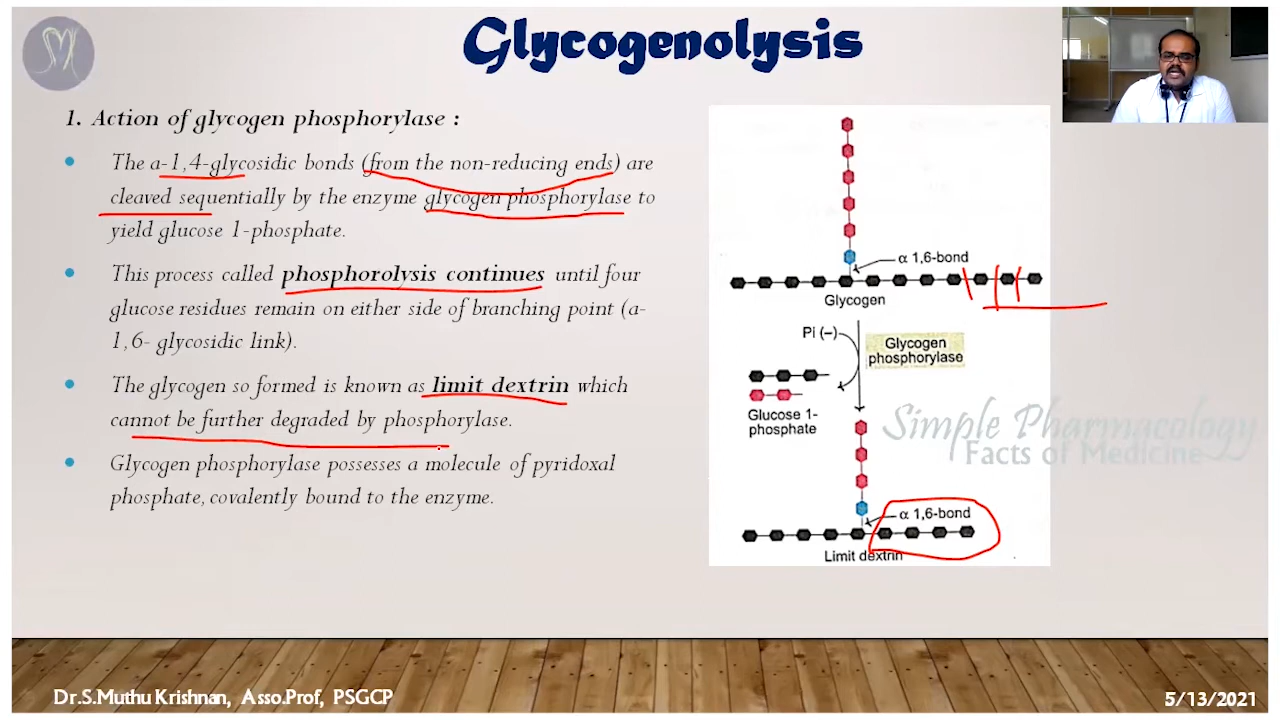 SM
Glycogenolysis
1. Action of glycogen phosphorylase :
The a-1,4-glycosidic bonds (from the non-reducing ends) are
cleaved sequentially by the enzyme glycogen phosphorylase to
yield glucose 1-phosphate.
This process called phosphorolysis continues until four
glucose residues remain on either side of branching point (a-
1,6- glycosidic link).
The glycogen so formed is known as limit dextrin which
cannot be further degraded by phosphorylase.
Glycogen phosphorylase possesses a molecule of pyridoxal
phosphate, covalently bound to the enzyme.
α 1,6-bond
Glycogen
Pi (–)
Glycogen
phosphorylase
Glucose 1-
phosphate
α 1,6-bond
Limit dextrin
Simple Pharmacology
Facts of Medicine
Dr.S.Muthu Krishnan, Asso.Prof, PSGCP
5/13/2021